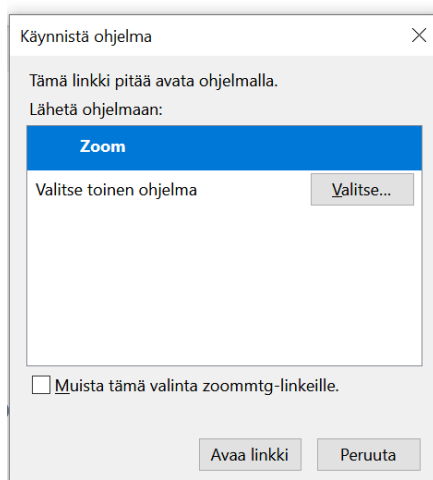 Käynnistä ohjelma
Tämä linkki pitää avata ohjelmalla.
Lähetä ohjelmaan:
Zoom
Valitse toinen ohjelma Valitse...
Muista tämä valinta zoommtg-linkeille.
Avaa linkki Peruuta